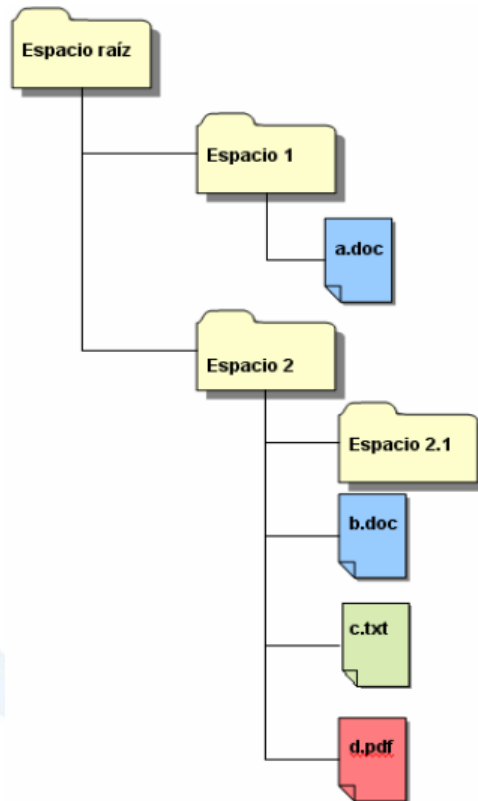 Espacio raíz
Espacio 1
a.doc
Espacio 2
Espacio 2.1
b.doc
c.txt
d.pdf